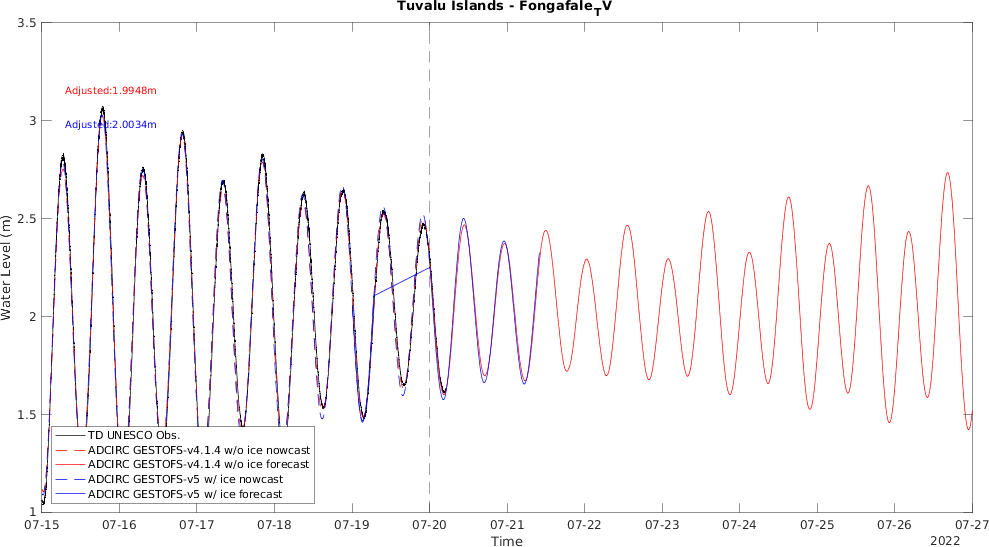 Tuvalu Islands - Fongafale_TV
3.5
Adjusted:1.9948m
3
Adjusted:2.0034m
2.5
Water Level (m)
2
1.5
TD UNESCO Obs.
ADCIRC GESTOFS-v4.1.4 w/o ice nowcast
ADCIRC GESTOFS-v4.1.4 w/o ice forecast
ADCIRC GESTOFS-v5 w/ ice nowcast
ADCIRC GESTOFS-v5 w/ ice forecast
1
07-15 07-16 07-17 07-18 07-19 07-20 07-21 07-22 07-23 07-24 07-25 07-26 07-27
Time
2022